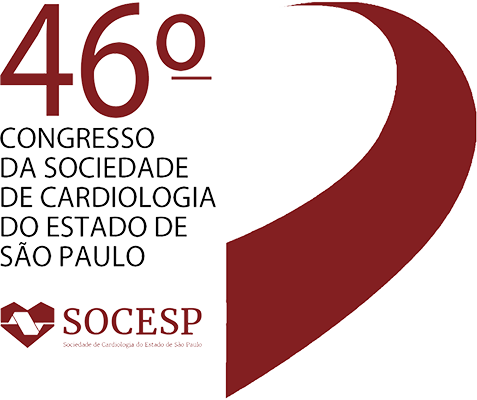 46º
CONGRESSO
DA SOCIEDADE
DE CARDIOLOGIA
DO ESTADO DE
SÃO PAULO
SOCESP
Sociedade de Cardiologia do Estado de São Paulo